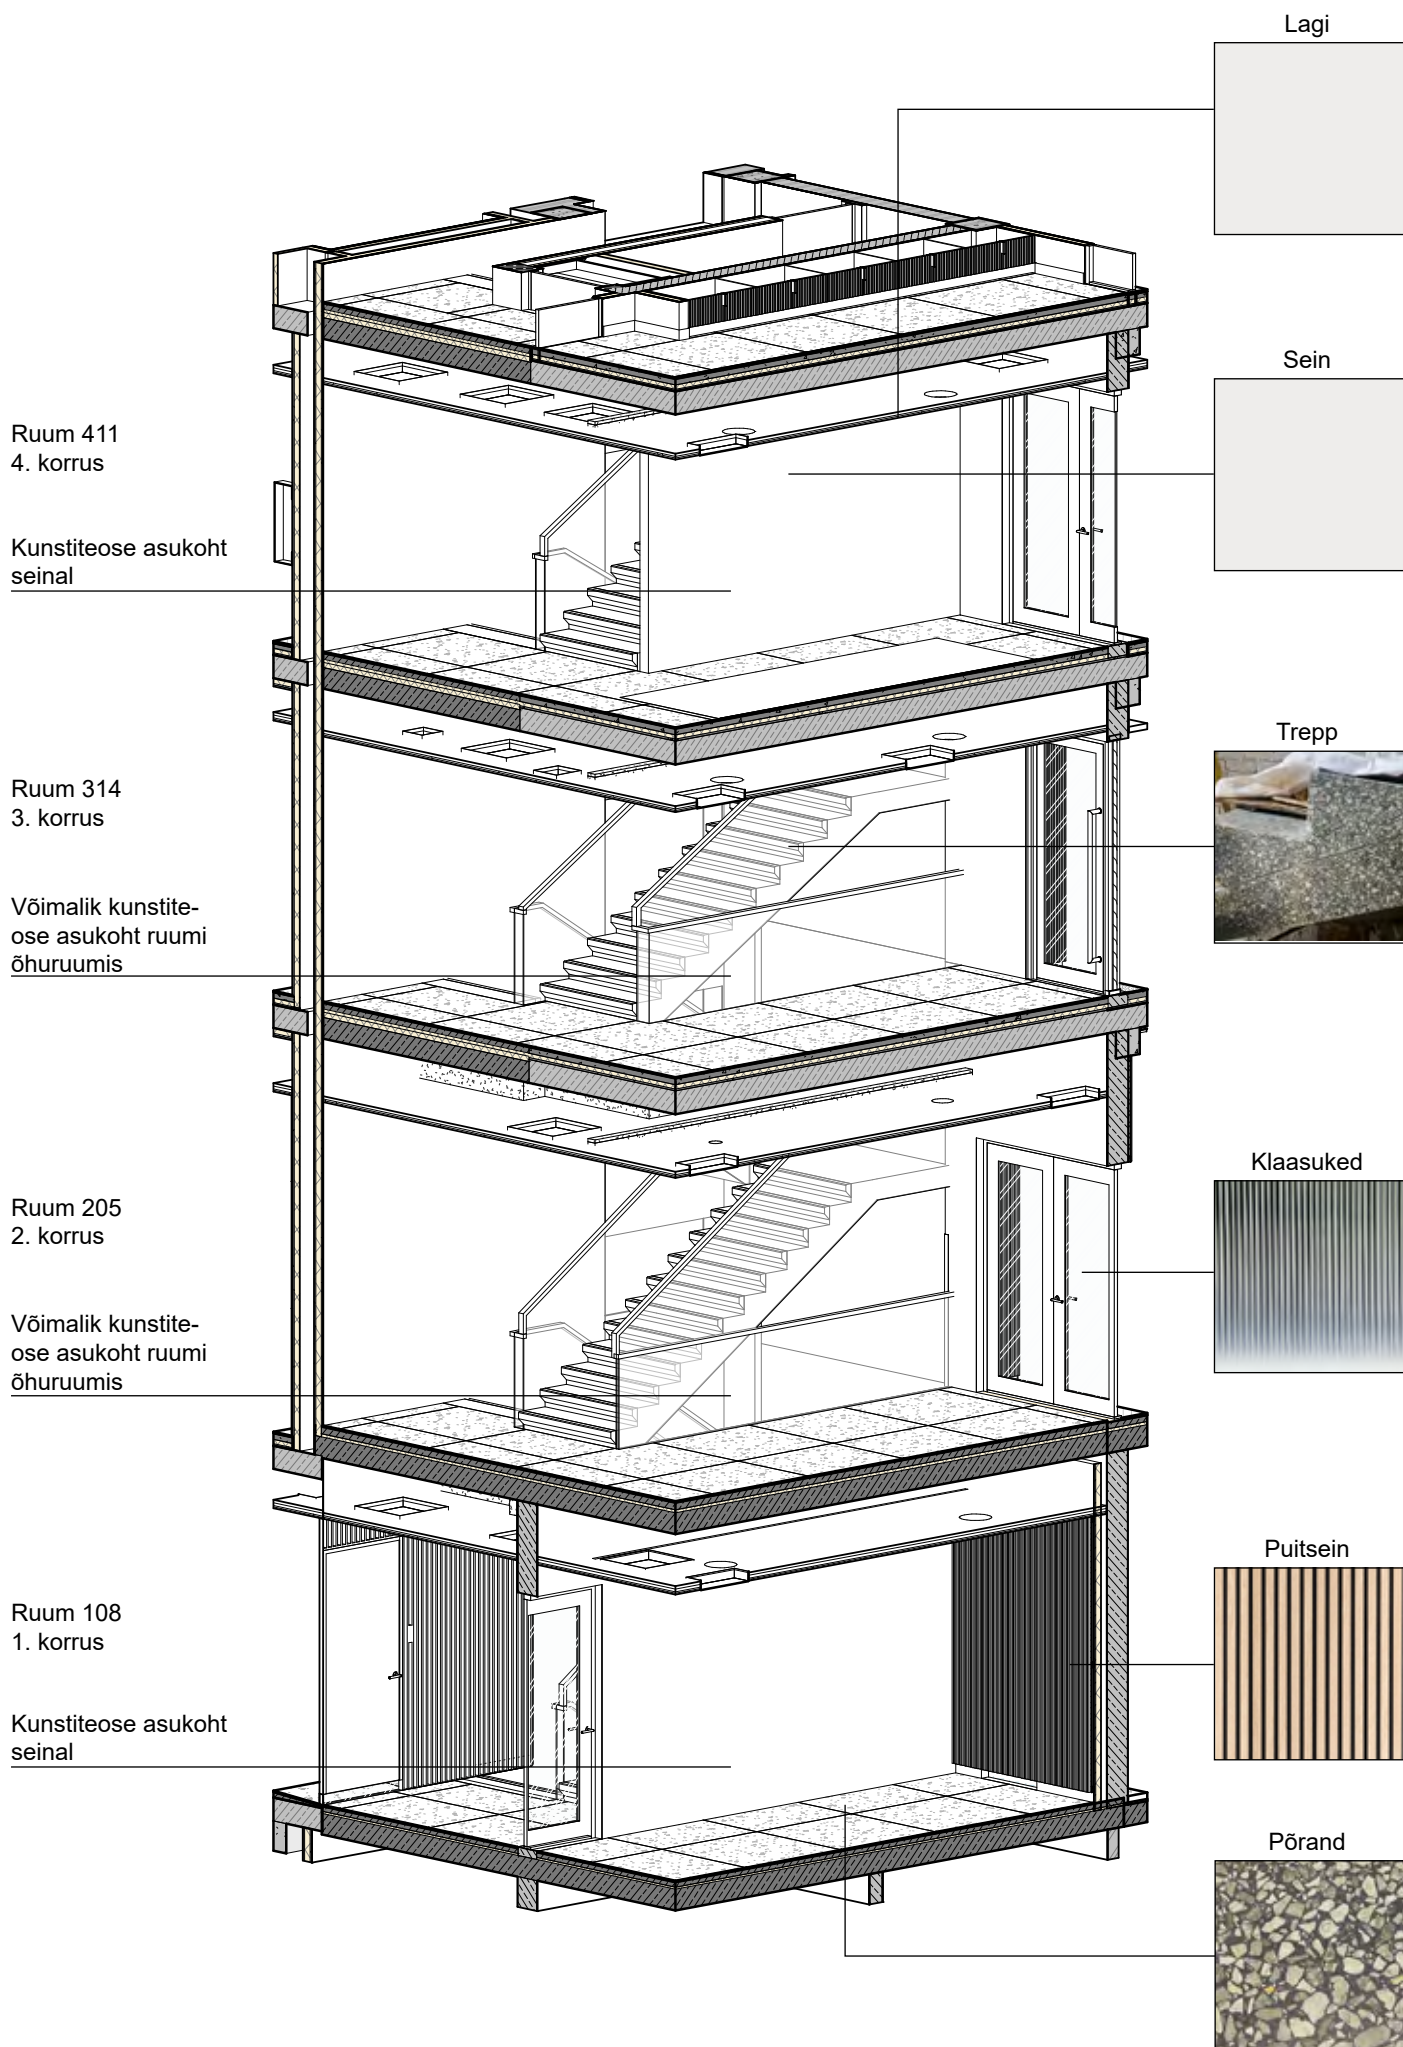 Lagi
Sein
Ruum 411
4. korrus
Kunstiteose asukoht
seinal
Trepp
Ruum 314
3. korrus
Võimalik kunstite-
ose asukoht ruumi
õhuruumis
Klaasuked
Ruum 205
2. korrus
Võimalik kunstite-
ose asukoht ruumi
õhuruumis
Puitsein
Ruum 108
1. korrus
Kunstiteose asukoht
seinal
Põrand